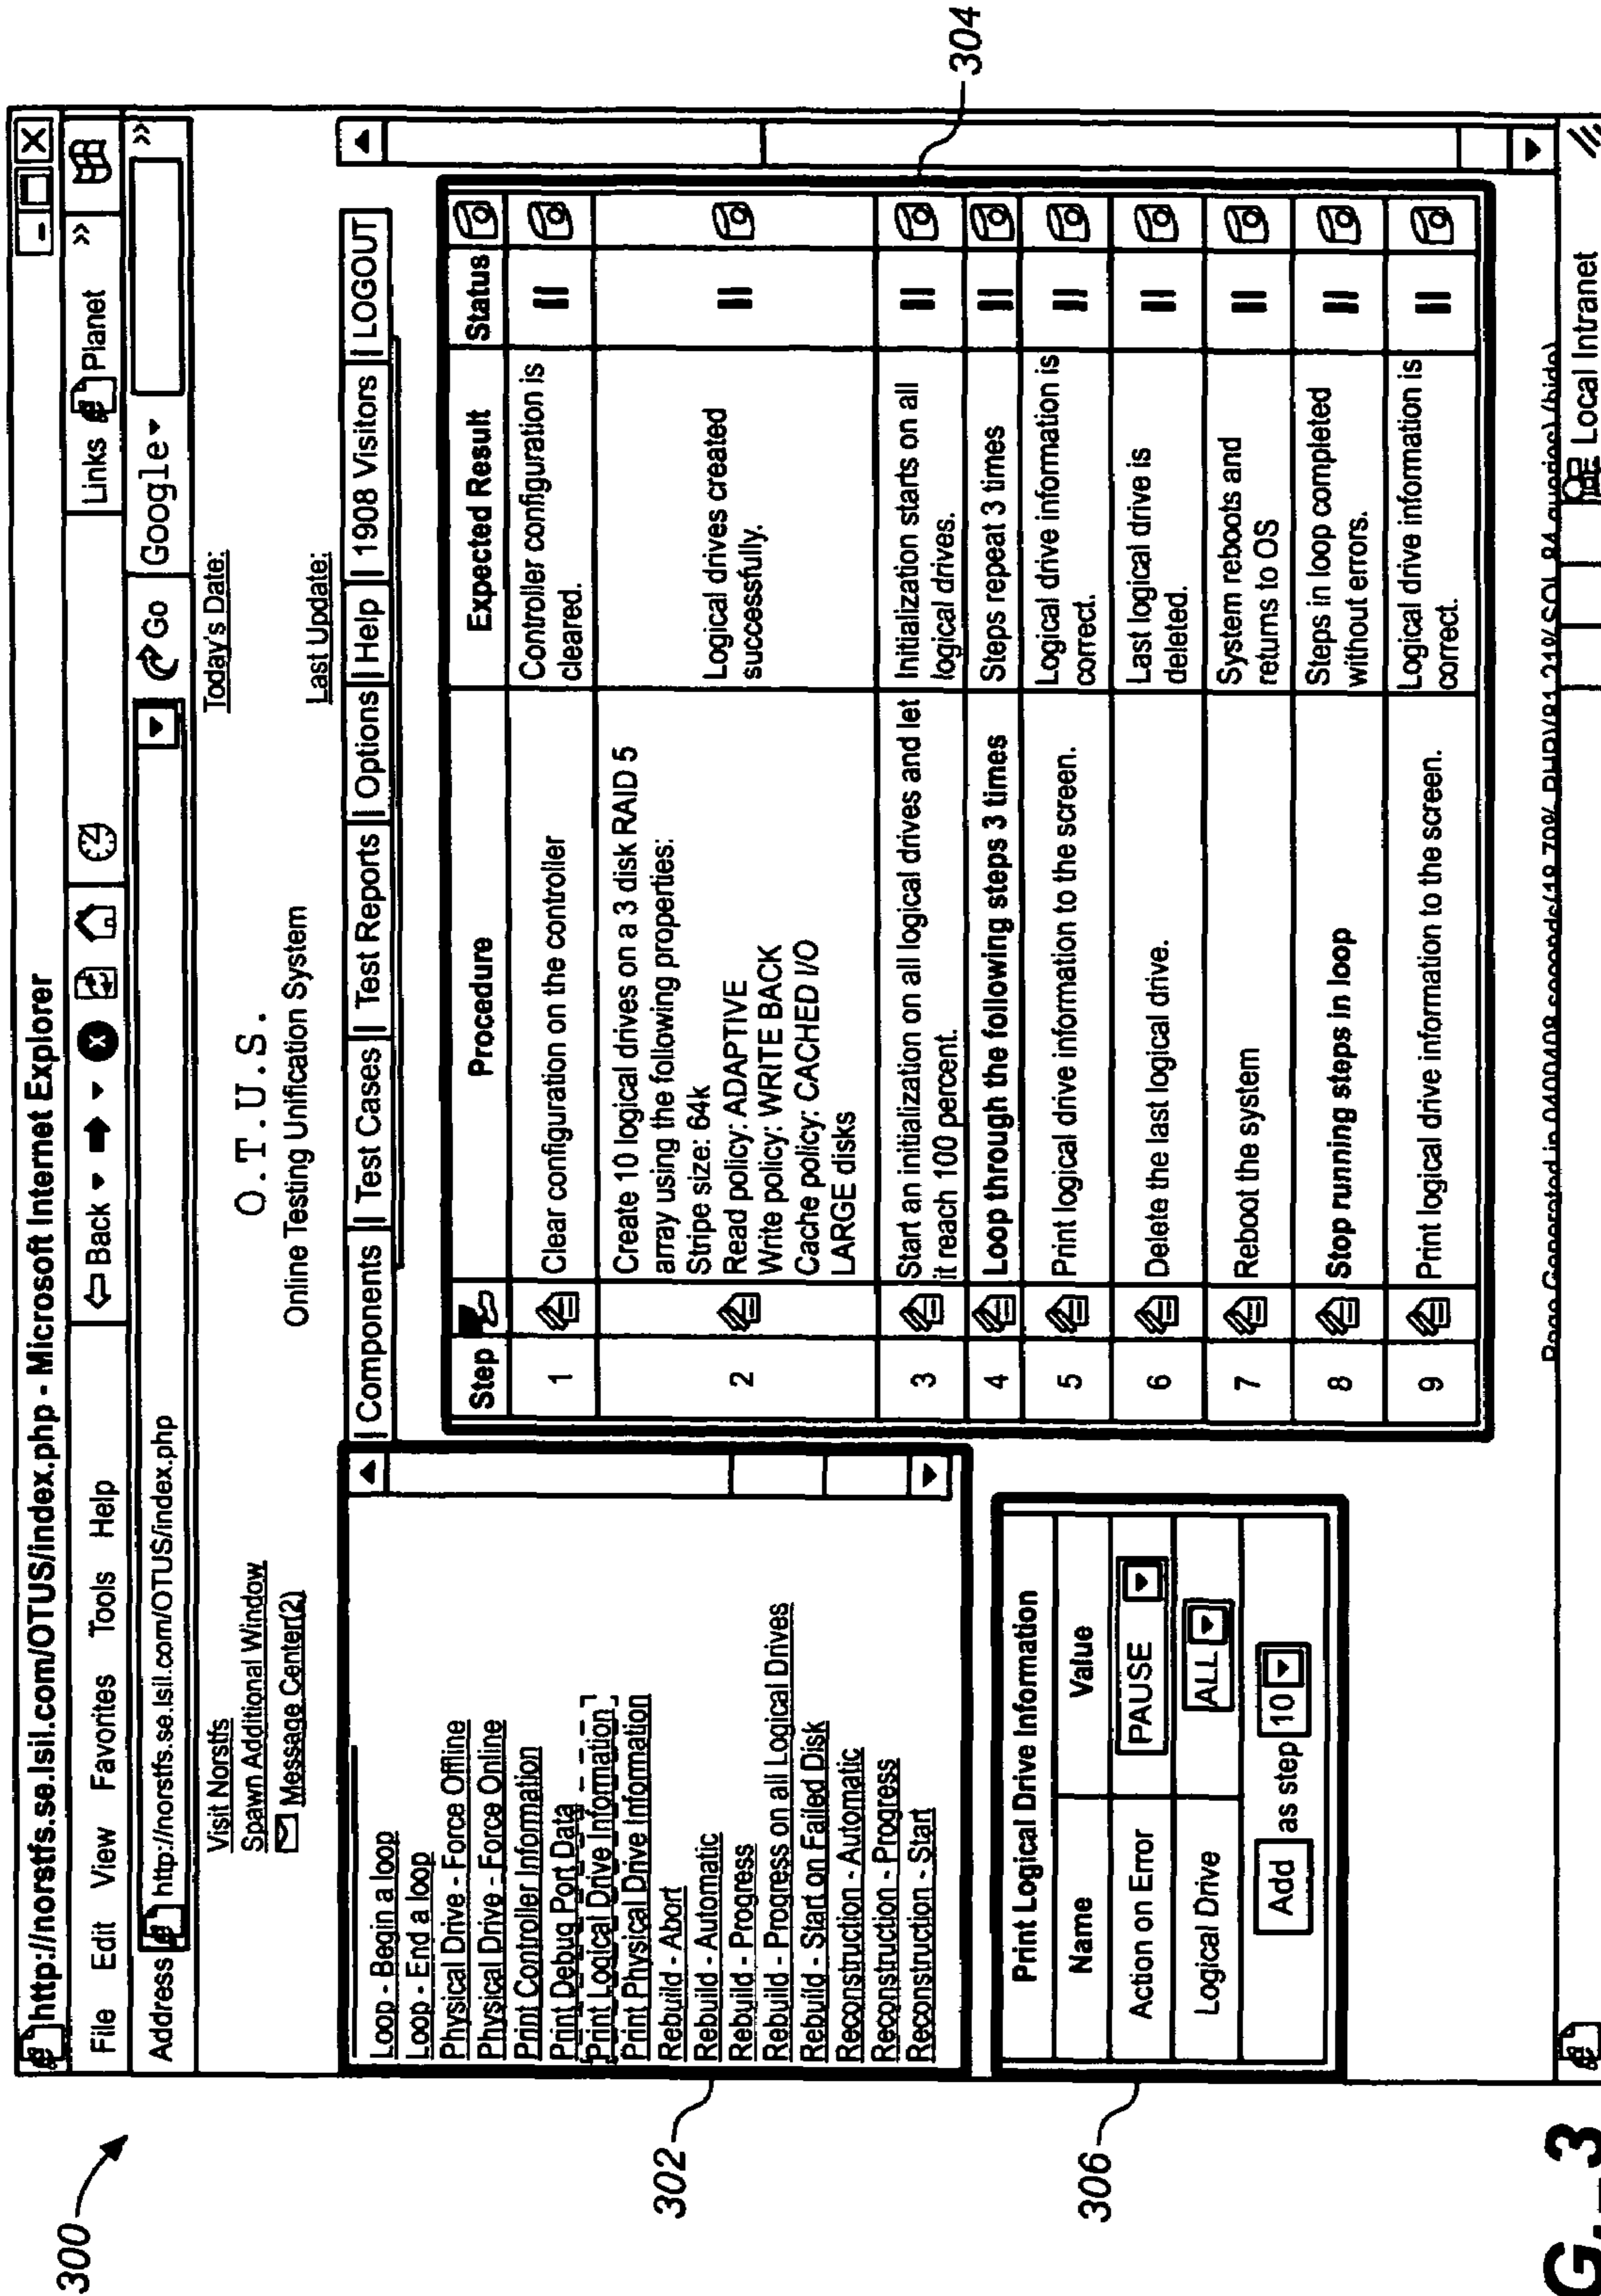 300
http://norstfs.se.lsil.com/OTUS/index.php - Microsoft Internet Explorer
File Edit View Favorites Tools Help
Back
Links Planet »
Address http://norstfs.se.lsil.com/OTUS/index.php
Go Google »
Visit Norstfs
Spawn Additional Window
Message Center(2)
Today's Date:
O.T.U.S.
Online Testing Unification System
Last Update:
| Components || Test Cases || Test Reports || Options || Help || 1908 Visitors || LOGOUT
302
Loop - Begin a loop
Loop - End a loop
Physical Drive - Force Offline
Physical Drive - Force Online
Print Controller Information
Print Debug Port Data
Print Logical Drive Information
Print Physical Drive Information
Rebuild - Abort
Rebuild - Automatic
Rebuild - Progress
Rebuild - Progress on all Logical Drives
Rebuild - Start on Failed Disk
Reconstruction - Automatic
Reconstruction - Progress
Reconstruction - Start
306
Print Logical Drive Information
Name Value
Action on Error PAUSE
Logical Drive ALL
Add as step 10
304
Step Procedure Expected Result Status
1 Clear configuration on the controller Controller configuration is
cleared.
2 Create 10 logical drives on a 3 disk RAID 5
array using the following properties:
Stripe size: 64k
Read policy: ADAPTIVE
Write policy: WRITE BACK
Cache policy: CACHED I/O
LARGE disks
Logical drives created
successfully.
3 Start an initialization on all logical drives and let
it reach 100 percent.
Initialization starts on all
logical drives.
4 Loop through the following steps 3 times Steps repeat 3 times
5 Print logical drive information to the screen. Logical drive information is
correct.
6 Delete the last logical drive. Last logical drive is
deleted.
7 Reboot the system System reboots and
returns to OS
8 Stop running steps in loop Steps in loop completed
without errors.
9 Print logical drive information to the screen. Logical drive information is
correct.
Page Generated in
Local Intranet
G._3